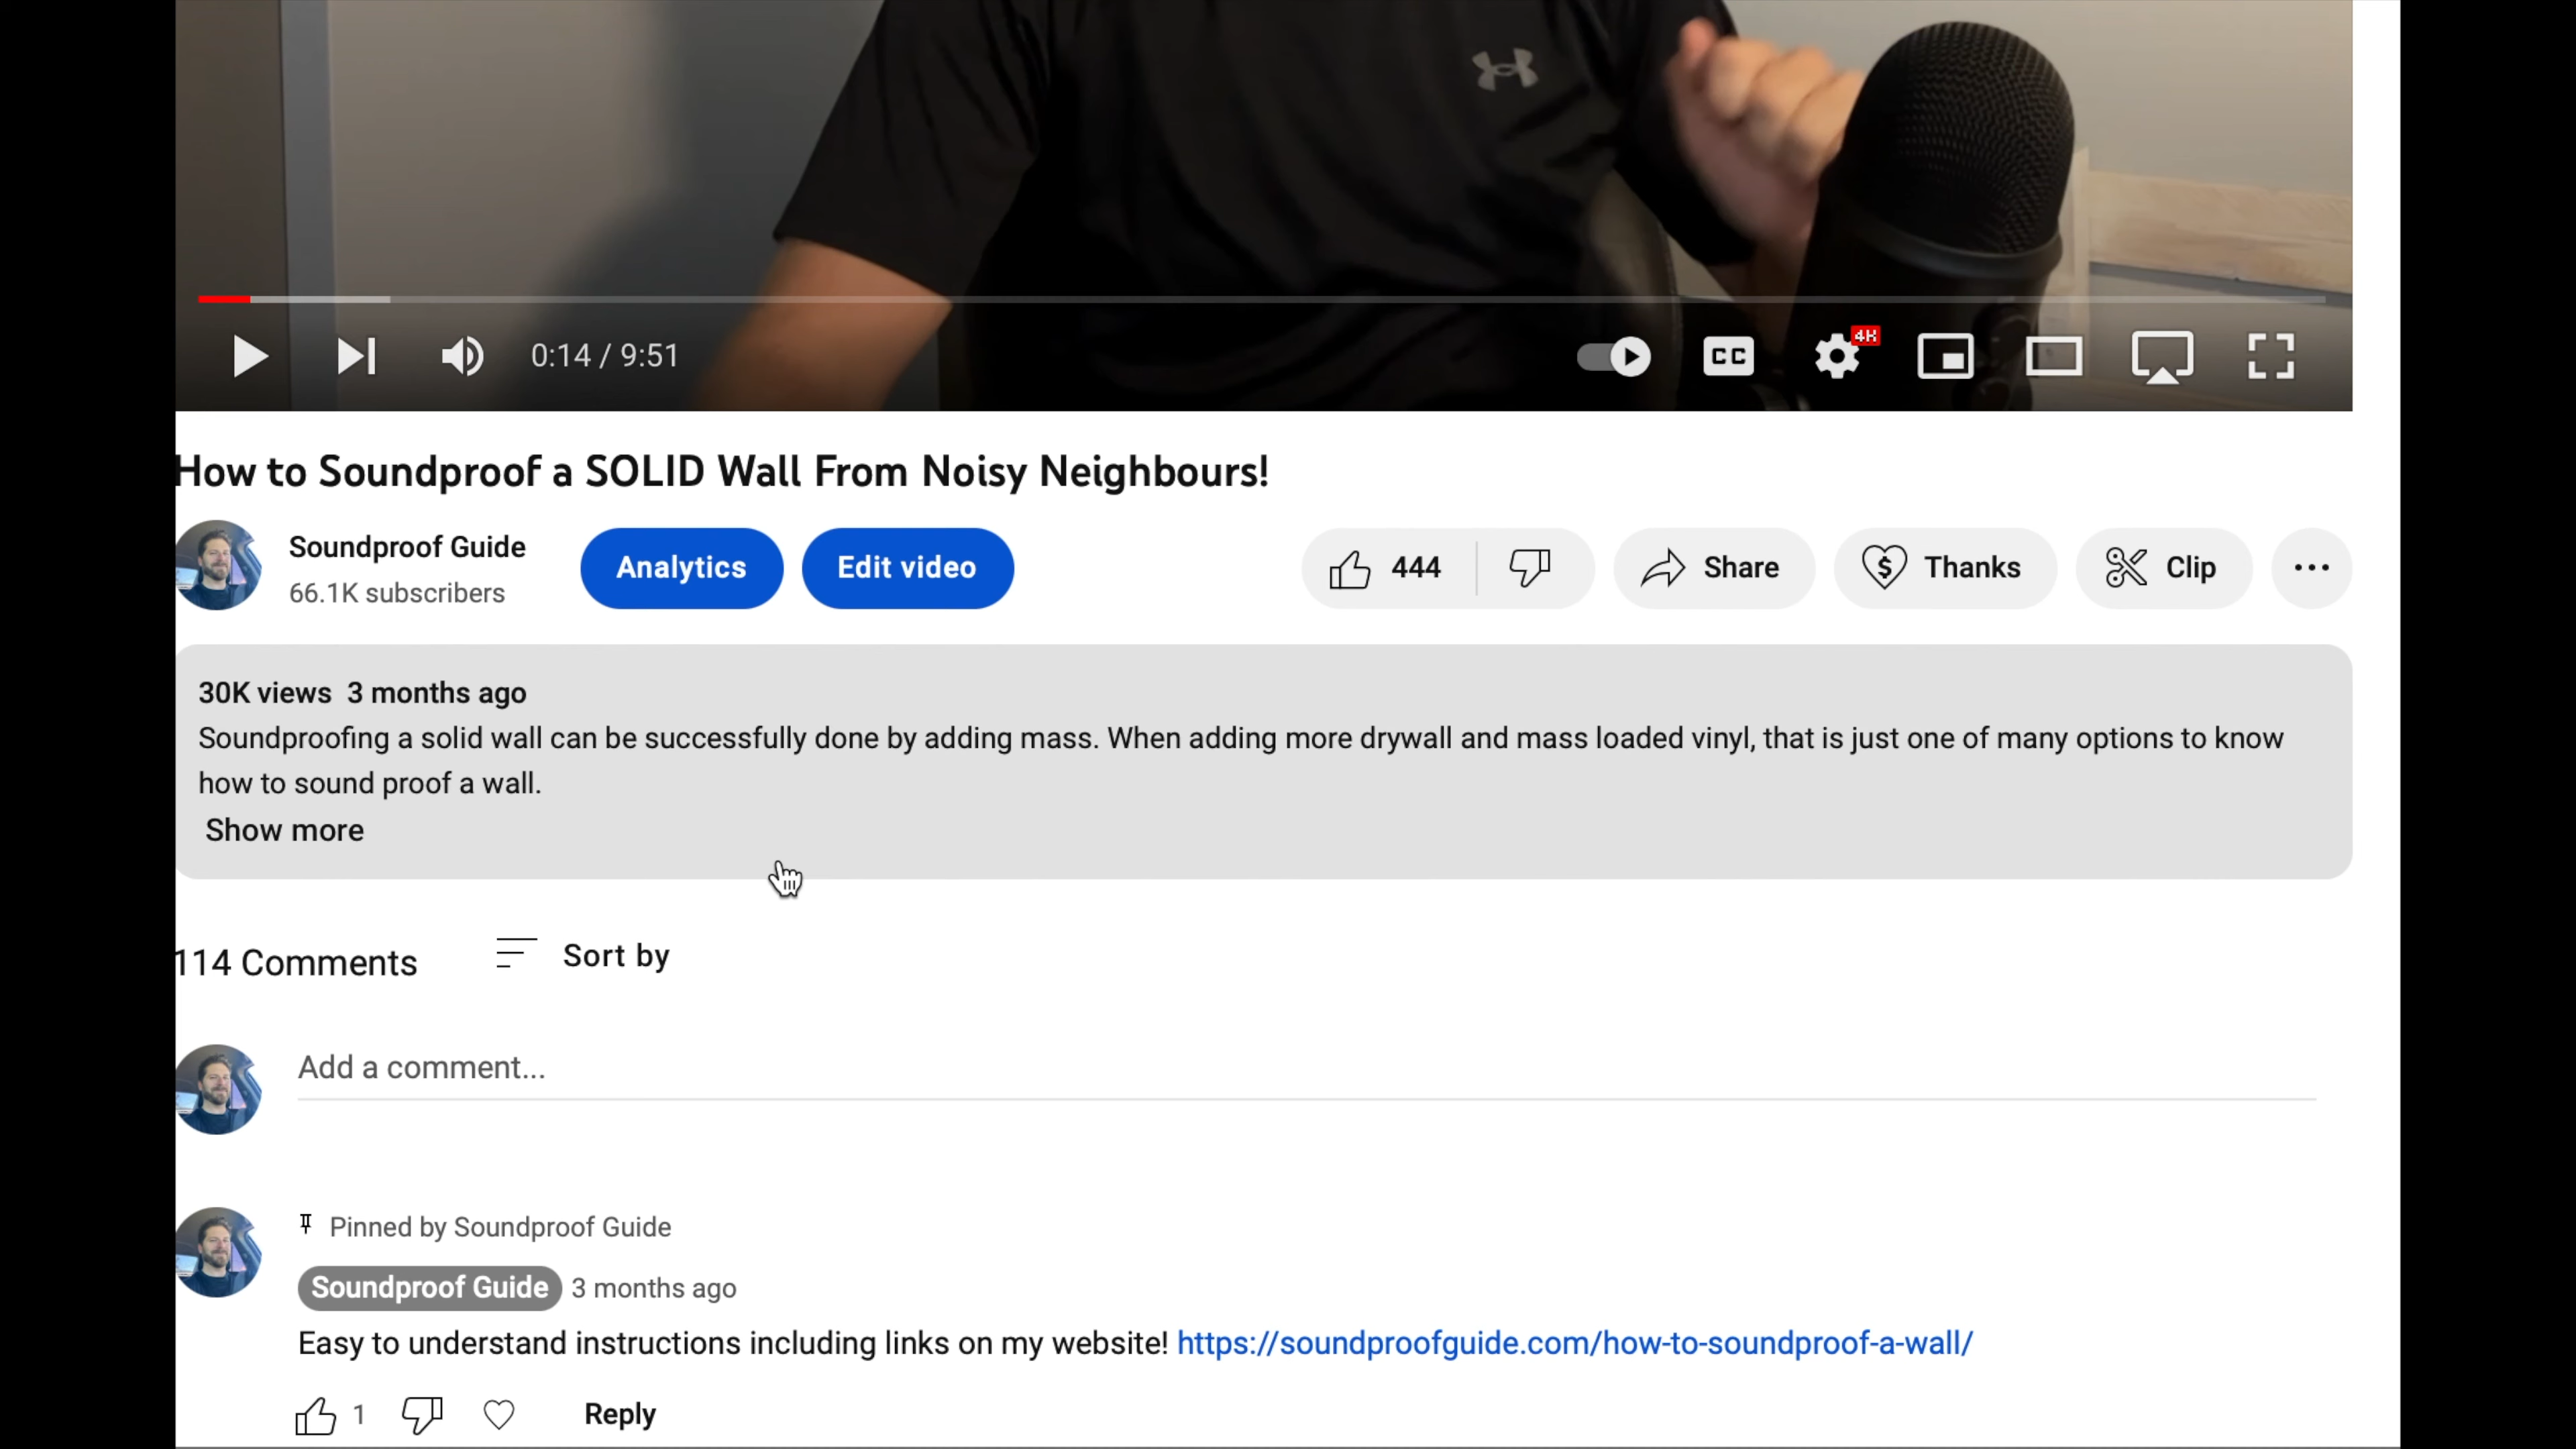 0:14 / 9:51
CC
4K
How to Soundproof a SOLID Wall From Noisy Neighbours!
Soundproof Guide
66.1K subscribers
Analytics
Edit video
444
Share
Thanks
Clip
30K views 3 months ago
Soundproofing a solid wall can be successfully done by adding mass. When adding more drywall and mass loaded vinyl, that is just one of many options to know
how to sound proof a wall.
Show more
114 Comments
Sort by
Add a comment...
Pinned by Soundproof Guide
Soundproof Guide 3 months ago
Easy to understand instructions including links on my website! https://soundproofguide.com/how-to-soundproof-a-wall/
1
Reply